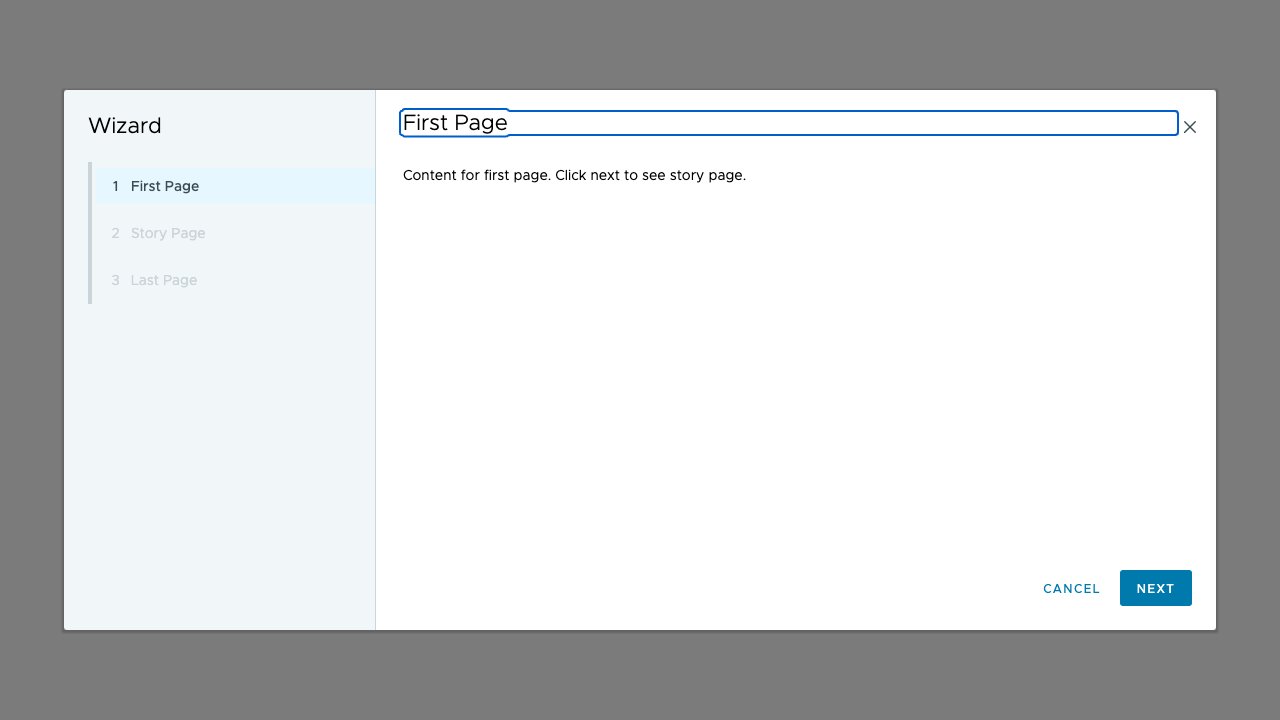 Wizard
1 First Page
2 Story Page
3 Last Page
First Page
Content for first page. Click next to see story page.
CANCEL
NEXT